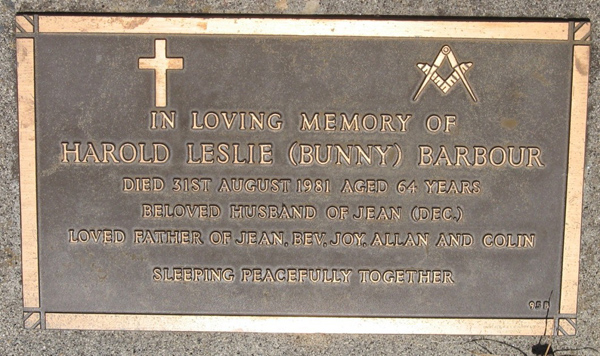 IN LOVING MEMORY OF
HAROLD LESLIE (BUNNY) BARBOUR
DIED 31ST AUGUST 1981 AGED 64 YEARS
BELOVED HUSBAND OF JEAN (DEC.)
LOVED FATHER OF JEAN, BEV, JOY, ALLAN AND COLIN
SLEEPING PEACEFULLY TOGETHER